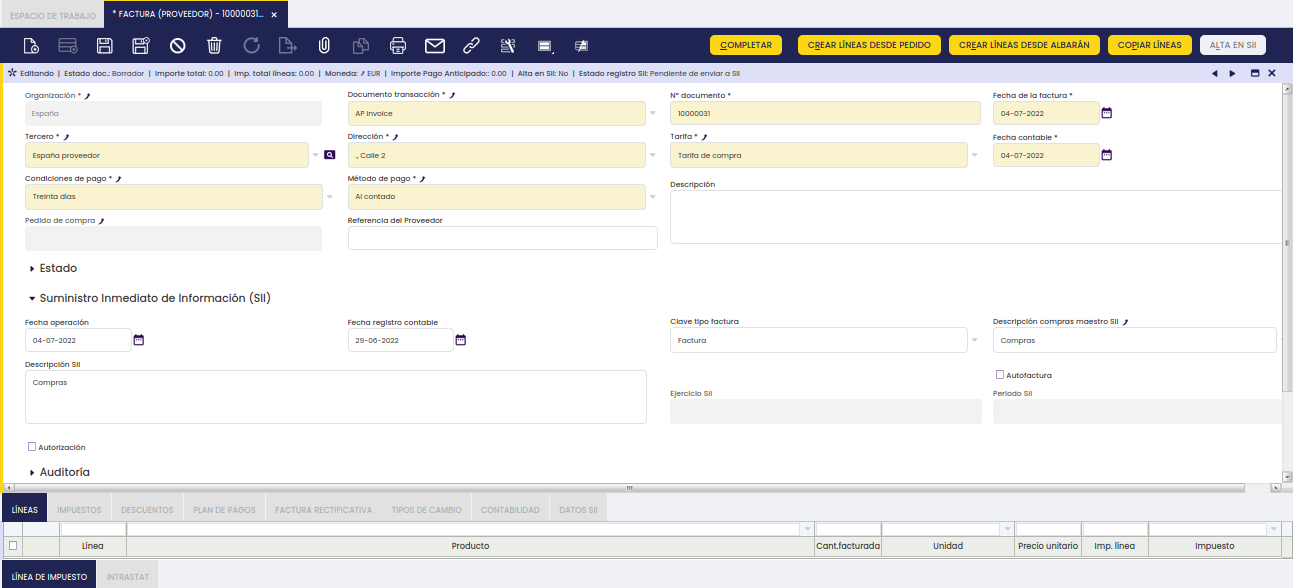 ESPACIO DE TRABAJO
* FACTURA (PROVEEDOR) - 10000031... ×
COMPLETAR
CREAR LÍNEAS DESDE PEDIDO
CREAR LÍNEAS DESDE ALBARÁN
COPIAR LÍNEAS
ALTA EN SII
Editando | Estado doc.: Borrador | Importe total: 0.00 | Imp. total líneas: 0.00 | Moneda: EUR | Importe Pago Anticipado:: 0.00 | Alta en SII: No | Estado registro SII: Pendiente de enviar a SII
Organización *
Documento transacción *
Nº documento *
Fecha de la factura *
España
AP Invoice
10000031
04-07-2022
Tercero *
Dirección *
Tarifa *
Fecha contable *
España proveedor
., Calle 2
Tarifa de compra
04-07-2022
Condiciones de pago *
Método de pago *
Descripción
Treinta días
Al contado
Pedido de compra
Referencia del Proveedor
Estado
Suministro Inmediato de Información (SII)
Fecha operación
Fecha registro contable
Clave tipo factura
Descripción compras maestro SII
04-07-2022
29-06-2022
Factura
Compras
Descripción SII
Compras
Autofactura
Ejercicio SII
Periodo SII
Autorización
Auditoría
LÍNEAS
IMPUESTOS
DESCUENTOS
PLAN DE PAGOS
FACTURA RECTIFICATIVA
TIPOS DE CAMBIO
CONTABILIDAD
DATOS SII
Línea
Producto
Cant.facturada
Unidad
Precio unitario
Imp. línea
Impuesto
LÍNEA DE IMPUESTO
INTRASTAT